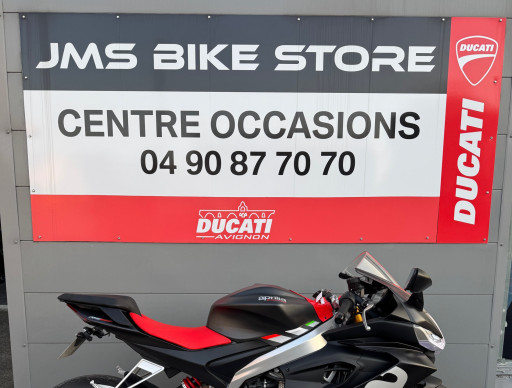 JMS BIKE STORE
DUCATI
CENTRE OCCASIONS
04 90 87 70 70
DUCATI
DUCATI
AVIGNON
aprilia